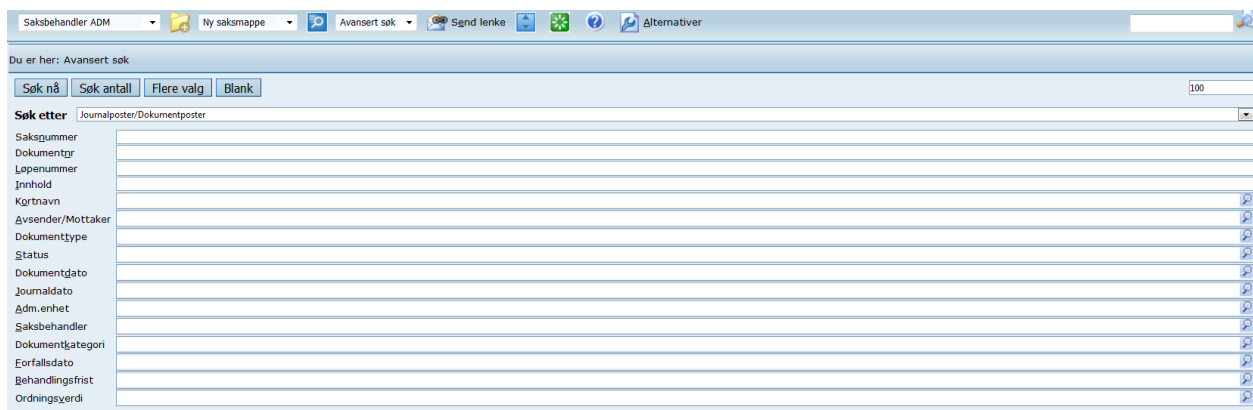 Saksbehandler ADM Ny saksmappe Avansert søk Send lenke Alternativer
Du er her: Avansert søk
Søk nå Søk antall Flere valg Blank 100
Søk etter Journalposter/Dokumentposter
Saksnummer
Dokumentnr
Løpenummer
Innhold
Kortnavn
Avsender/Mottaker
Dokumenttype
Status
Dokumentdato
Journaldato
Adm.enhet
Saksbehandler
Dokumentkategori
Forfallsdato
Behandlingsfrist
Ordningsverdi